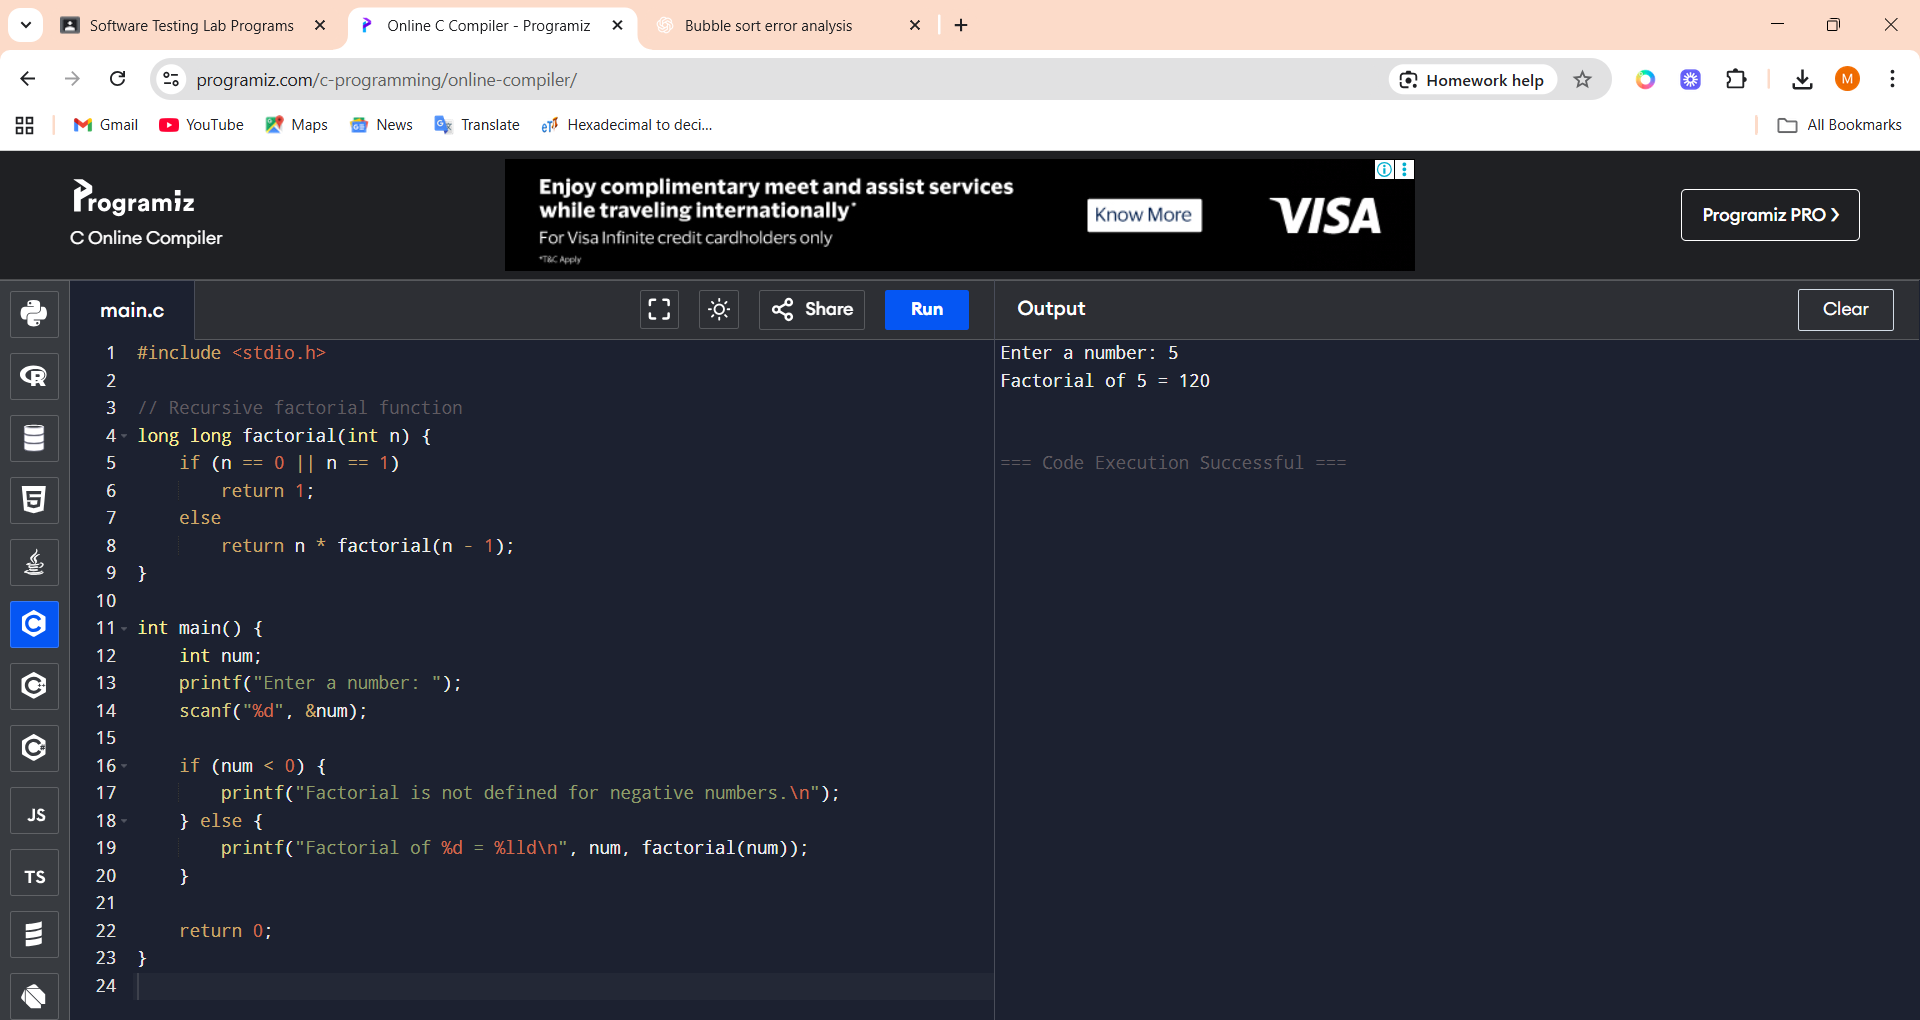 Software Testing Lab Programs
Online C Compiler - Programiz
Bubble sort error analysis
programiz.com/c-programming/online-compiler/
Homework help
M
Gmail
YouTube
Maps
News
Translate
Hexadecimal to deci...
All Bookmarks
Programiz
C Online Compiler
Enjoy complimentary meet and assist services
while traveling internationally*
For Visa Infinite credit cardholders only
*T&C Apply
Know More
VISA
Programiz PRO ›
main.c
Share
Run
Output
Clear
1 #include <stdio.h>
2
3 // Recursive factorial function
4 long long factorial(int n) {
5     if (n == 0 || n == 1)
6         return 1;
7     else
8         return n * factorial(n - 1);
9 }
10
11 int main() {
12     int num;
13     printf("Enter a number: ");
14     scanf("%d", &num);
15
16     if (num < 0) {
17         printf("Factorial is not defined for negative numbers.\n");
18     } else {
19         printf("Factorial of %d = %lld\n", num, factorial(num));
20     }
21
22     return 0;
23 }
24
Enter a number: 5
Factorial of 5 = 120
=== Code Execution Successful ===
JS
TS